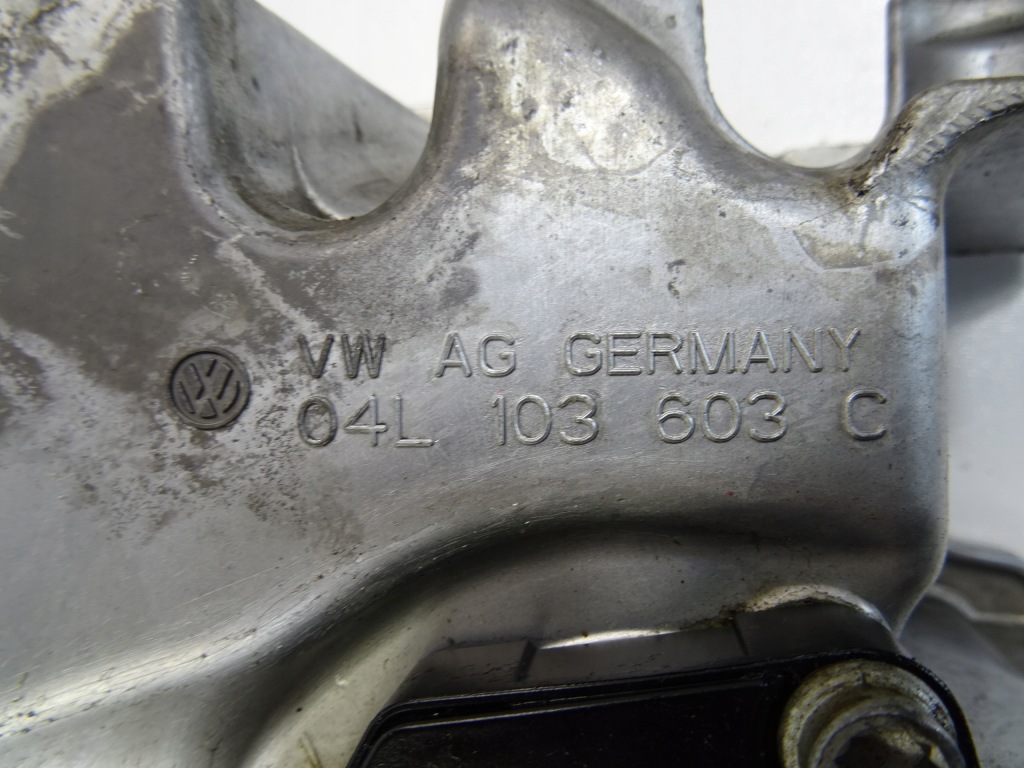 VW AG GERMANY
04L 103 603 C